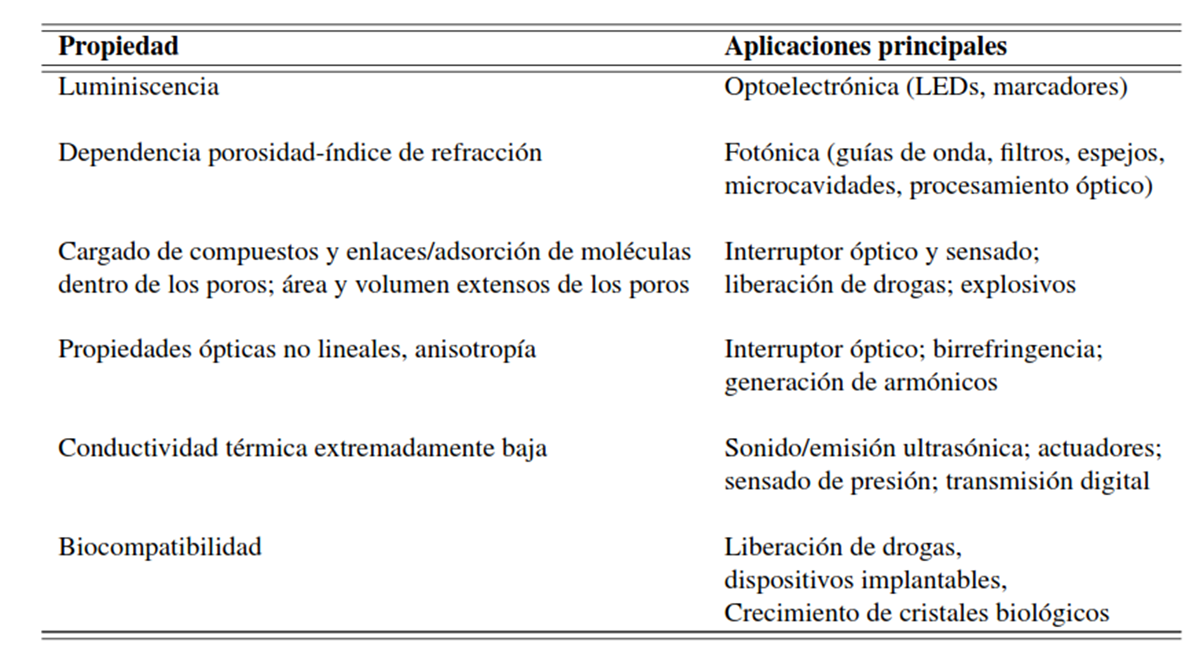 Propiedad Aplicaciones principales
Luminiscencia Optoelectrónica (LEDs, marcadores)
Dependencia porosidad-índice de refracción Fotónica (guías de onda, filtros, espejos,
microcavidades, procesamiento óptico)
Cargado de compuestos y enlaces/adsorción de moléculas Interruptor óptico y sensado;
dentro de los poros; área y volumen extensos de los poros liberación de drogas; explosivos
Propiedades ópticas no lineales, anisotropía Interruptor óptico; birrefringencia;
generación de armónicos
Conductividad térmica extremadamente baja Sonido/emisión ultrasónica; actuadores;
sensado de presión; transmisión digital
Biocompatibilidad Liberación de drogas,
dispositivos implantables,
Crecimiento de cristales biológicos